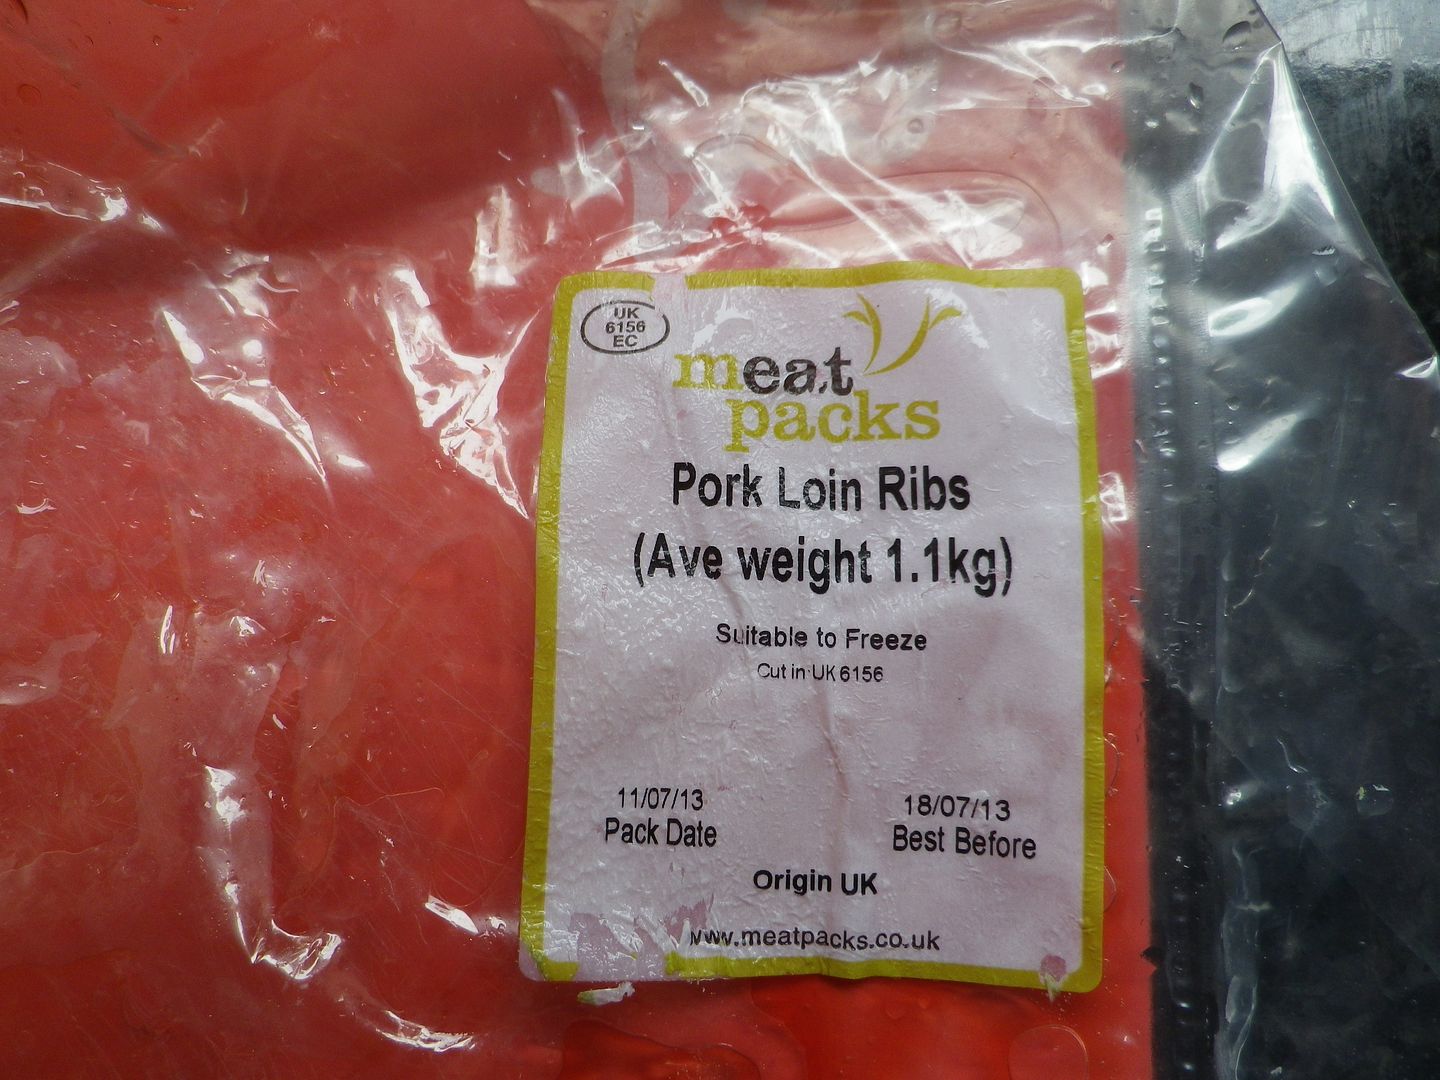 UK
6156
EC
meat
packs
Pork Loin Ribs
(Ave weight 1.1kg)
Suitable to Freeze
Cut in UK 6156
11/07/13
Pack Date
18/07/13
Best Before
Origin UK
www.meatpacks.co.uk